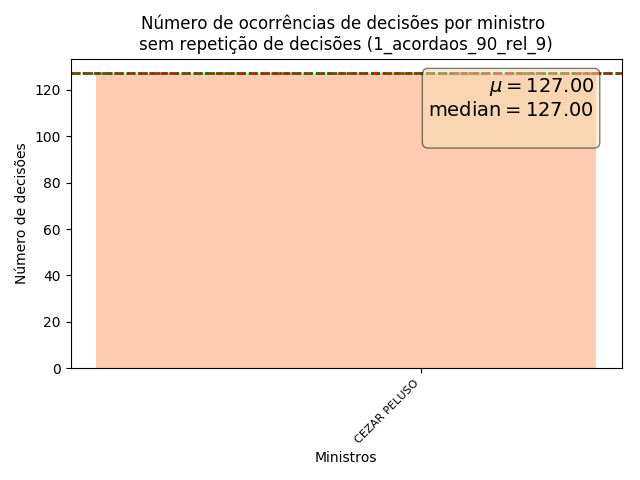 Número de ocorrências de decisões por ministro
sem repetição de decisões (1_acordaos_90_rel_9)
μ = 127.00
median = 127.00
120
100
80
60
40
20
0
Número de decisões
CEZAR PELUSO
Ministros